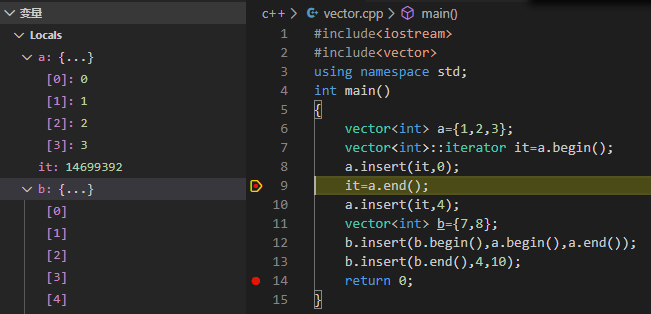 变量
Locals
a: {...}
[0]: 0
[1]: 1
[2]: 2
[3]: 3
it: 14699392
b: {...}
[0]
[1]
[2]
[3]
[4]
c++ > vector.cpp > main()
1 #include<iostream>
2 #include<vector>
3 using namespace std;
4 int main()
5 {
6 vector<int> a={1,2,3};
7 vector<int>::iterator it=a.begin();
8 a.insert(it,0);
9 it=a.end();
10 a.insert(it,4);
11 vector<int> b={7,8};
12 b.insert(b.begin(),a.begin(),a.end());
13 b.insert(b.end(),4,10);
14 return 0;
15 }